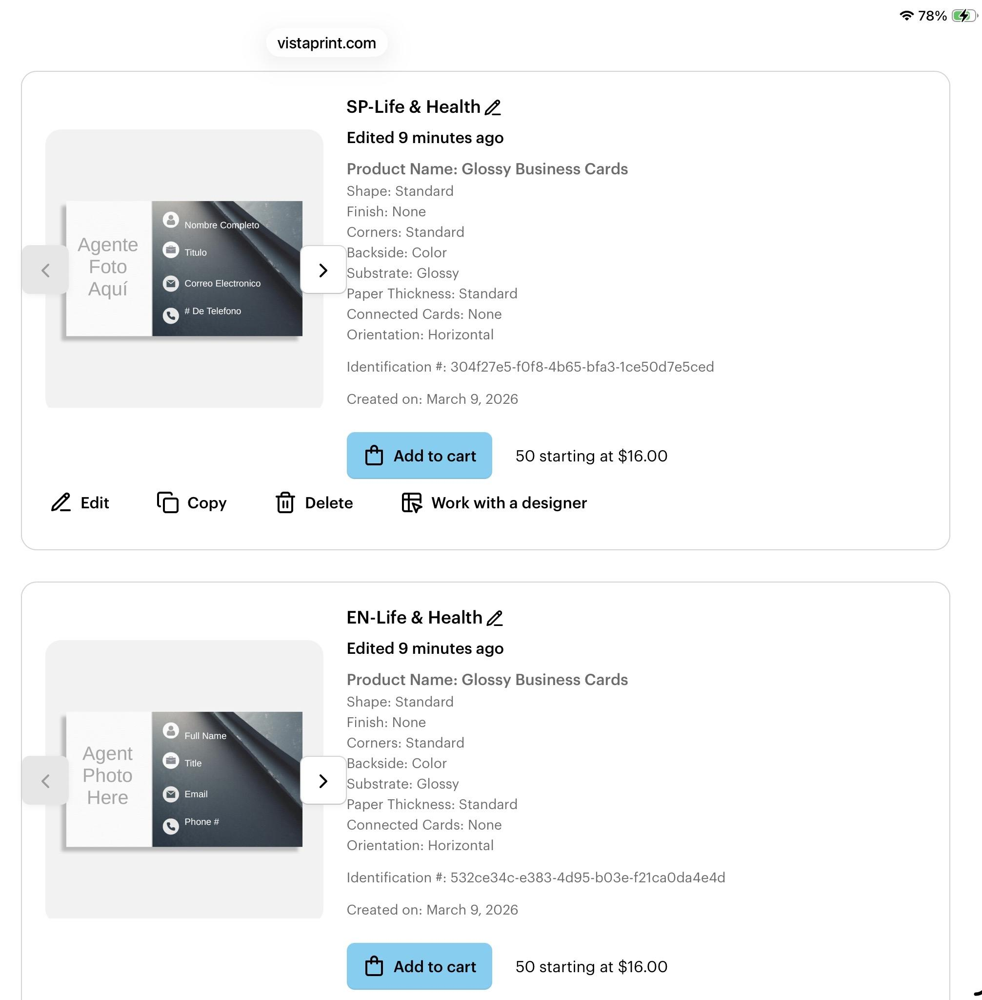 78%
vistaprint.com
SP-Life & Health
Edited 9 minutes ago
Product Name: Glossy Business Cards
Shape: Standard
Finish: None
Corners: Standard
Backside: Color
Substrate: Glossy
Paper Thickness: Standard
Connected Cards: None
Orientation: Horizontal
Identification #: 304f27e5-f0f8-4b65-bfa3-1ce50d7e5ced
Created on: March 9, 2026
Agente
Foto
Aquí
Nombre Completo
Titulo
Correo Electronico
# De Telefono
Add to cart
50 starting at $16.00
Edit
Copy
Delete
Work with a designer
EN-Life & Health
Edited 9 minutes ago
Product Name: Glossy Business Cards
Shape: Standard
Finish: None
Corners: Standard
Backside: Color
Substrate: Glossy
Paper Thickness: Standard
Connected Cards: None
Orientation: Horizontal
Identification #: 532ce34c-e383-4d95-b03e-f21ca0da4e4d
Created on: March 9, 2026
Agent
Photo
Here
Full Name
Title
Email
Phone #
Add to cart
50 starting at $16.00